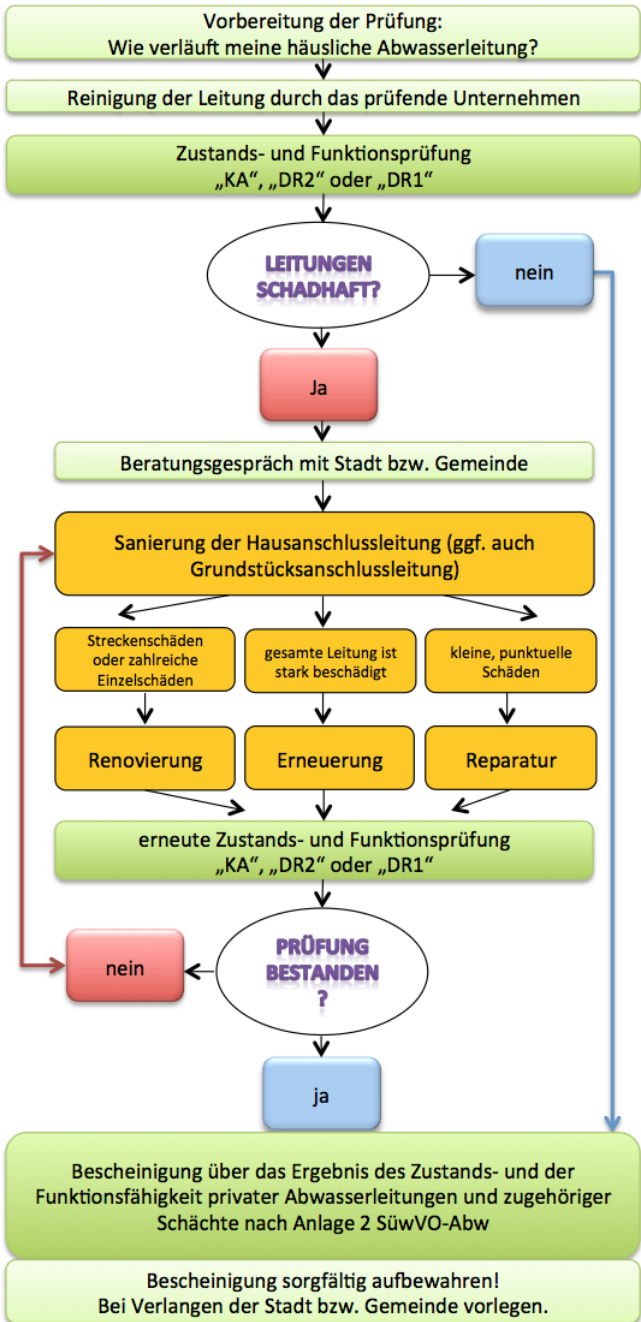 Vorbereitung der Prüfung:
Wie verläuft meine häusliche Abwasserleitung?
Reinigung der Leitung durch das prüfende Unternehmen
Zustands- und Funktionsprüfung
„KA“, „DR2“ oder „DR1“
LEITUNGEN
SCHADHAFT?
nein
Ja
Beratungsgespräch mit Stadt bzw. Gemeinde
Sanierung der Hausanschlussleitung (ggf. auch
Grundstücksanschlussleitung)
Streckenschäden
oder zahlreiche
Einzelschäden
gesamte Leitung ist
stark beschädigt
kleine, punktuelle
Schäden
Renovierung
Erneuerung
Reparatur
erneute Zustands- und Funktionsprüfung
„KA“, „DR2“ oder „DR1“
PRÜFUNG
BESTANDEN
?
nein
ja
Bescheinigung über das Ergebnis des Zustands- und der
Funktionsfähigkeit privater Abwasserleitungen und zugehöriger
Schächte nach Anlage 2 SüwVO-Abw
Bescheinigung sorgfältig aufbewahren!
Bei Verlangen der Stadt bzw. Gemeinde vorlegen.